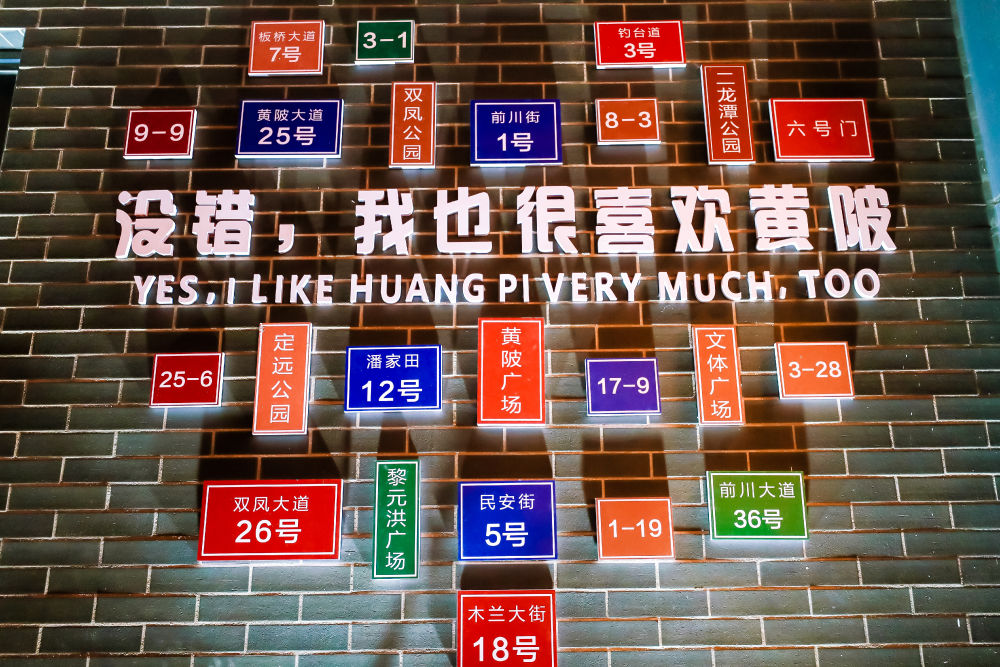 板桥大道
7号
3-1
钓台道
3号
9-9
黄陂大道
25号
双凤公园
前川街
1号
8-3
二龙潭公园
六号门
没错，我也很喜欢黄陂
YES, I LIKE HUANG PI VERY MUCH, TOO
25-6
定远公园
潘家田
12号
黄陂广场
17-9
文体广场
3-28
双凤大道
26号
黎元洪广场
民安街
5号
1-19
前川大道
36号
木兰大街
18号